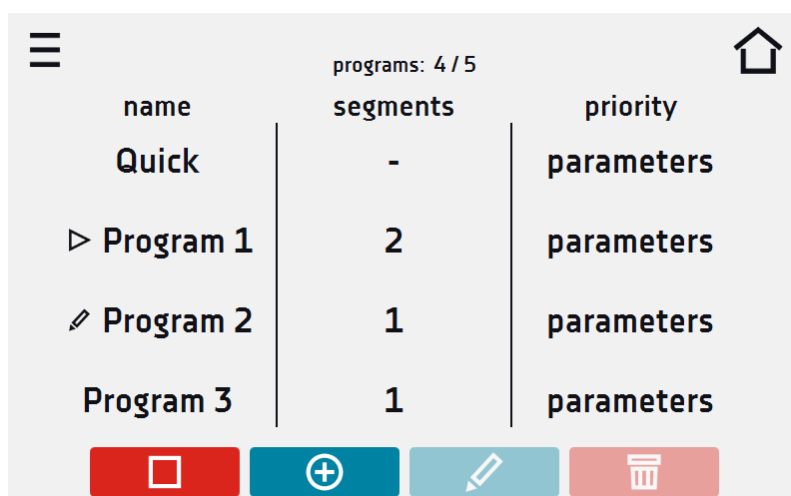 programs: 4 / 5
name segments priority
Quick - parameters
Program 1 2 parameters
Program 2 1 parameters
Program 3 1 parameters